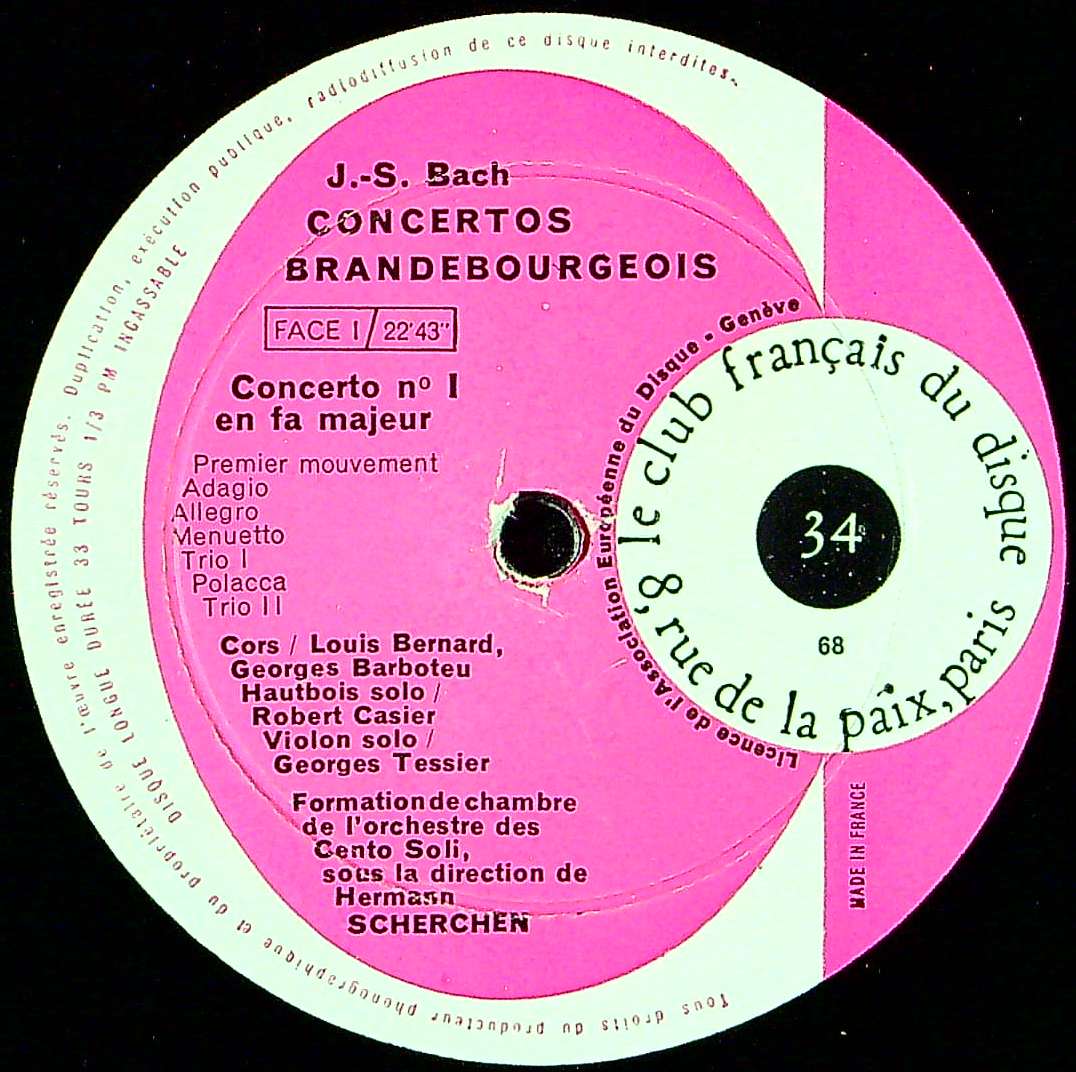 J.-S. Bach
CONCERTOS
BRANDEBOURGEOIS
FACE I / 22'43"
Concerto nº I
en fa majeur
Premier mouvement
Adagio
Allegro
Menuetto
Trio I
Polacca
Trio II
Cors / Louis Bernard,
Georges Barboteu
Hautbois solo /
Robert Casier
Violon solo /
Georges Tessier
Formation de chambre
de l'orchestre des
Cento Soli,
sous la direction de
Hermann
SCHERCHEN
Licence de l'Association Européenne du Disque - Genève
le club français du disque
8, rue de la paix, paris
34
68
MADE IN FRANCE
DISQUE LONGUE DURÉE 33 TOURS 1/3 PM INCASSABLE
Tous droits du producteur phonographique et du propriétaire de l'œuvre enregistrée réservés. Duplication, exécution publique, radiodiffusion de ce disque interdites.